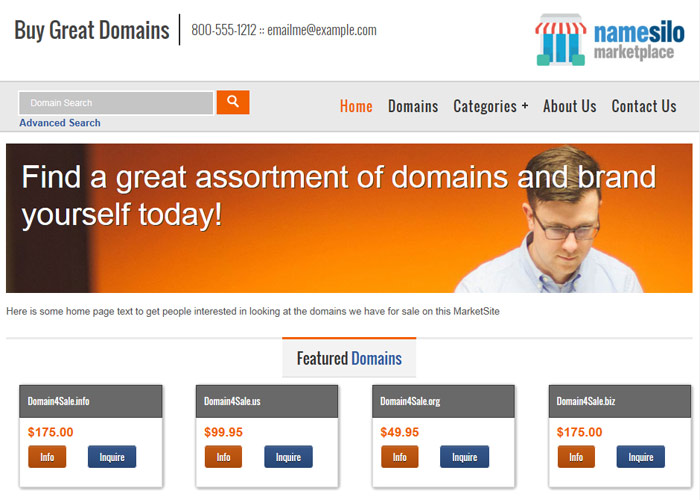 Buy Great Domains
800-555-1212 :: emailme@example.com
namesilo
marketplace
Domain Search
Advanced Search
Home Domains Categories + About Us Contact Us
Find a great assortment of domains and brand
yourself today!
Here is some home page text to get people interested in looking at the domains we have for sale on this MarketSite
Featured Domains
Domain4Sale.info
$175.00
Info Inquire
Domain4Sale.us
$99.95
Info Inquire
Domain4Sale.org
$49.95
Info Inquire
Domain4Sale.biz
$175.00
Info Inquire